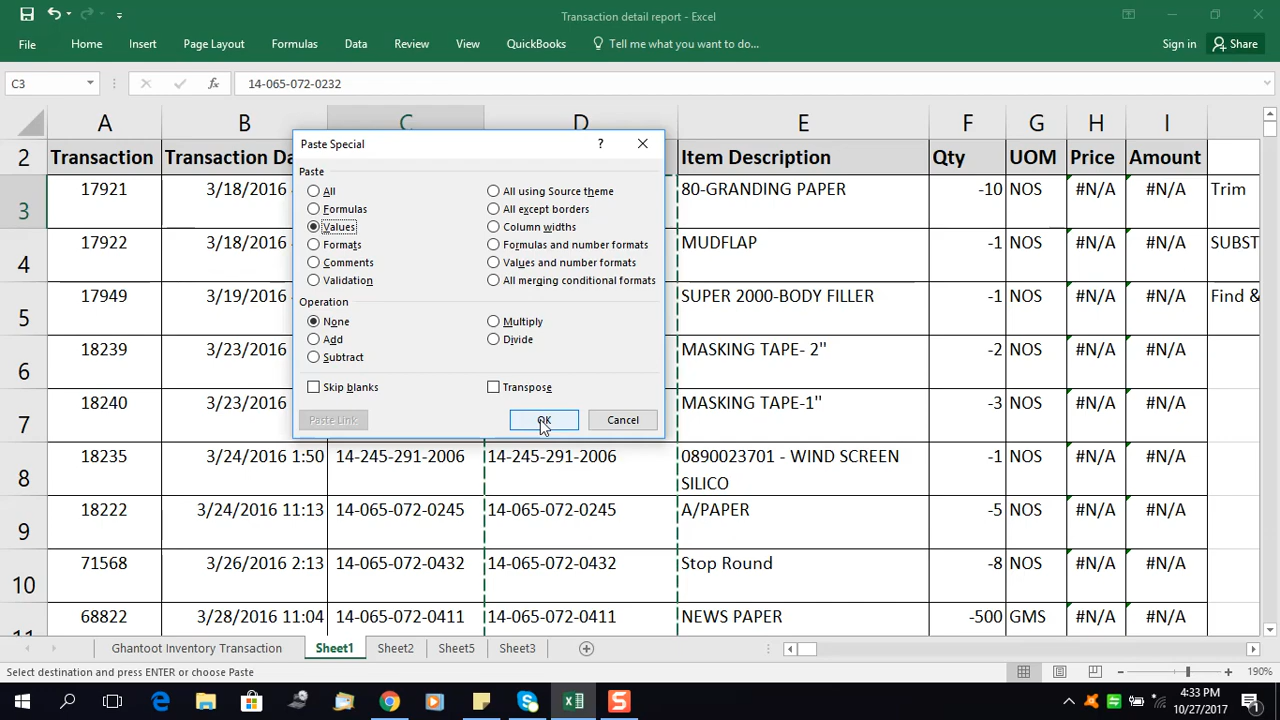 Transaction detail report - Excel
File Home Insert Page Layout Formulas Data Review View QuickBooks Tell me what you want to do... Sign in Share
C3 fx 14-065-072-0232
A B C D E F G H I
2 Transaction Transaction Da Item Description Qty UOM Price Amount
3 17921 3/18/2016 80-GRANDING PAPER -10 NOS #N/A #N/A Trim
4 17922 3/18/2016 MUDFLAP -1 NOS #N/A #N/A SUBST
5 17949 3/19/2016 SUPER 2000-BODY FILLER -1 NOS #N/A #N/A Find &
6 18239 3/23/2016 MASKING TAPE- 2" -2 NOS #N/A #N/A
7 18240 3/23/2016 MASKING TAPE-1" -3 NOS #N/A #N/A
8 18235 3/24/2016 1:50 14-245-291-2006 14-245-291-2006 0890023701 - WIND SCREEN -1 NOS #N/A #N/A
SILICO
9 18222 3/24/2016 11:13 14-065-072-0245 14-065-072-0245 A/PAPER -5 NOS #N/A #N/A
10 71568 3/26/2016 2:13 14-065-072-0432 14-065-072-0432 Stop Round -8 NOS #N/A #N/A
11 68822 3/28/2016 11:04 14-065-072-0411 14-065-072-0411 NEWS PAPER -500 GMS #N/A #N/A
Paste Special ?
Paste
All All using Source theme
Formulas All except borders
Values Column widths
Formats Formulas and number formats
Comments Values and number formats
Validation All merging conditional formats
Operation
None Multiply
Add Divide
Subtract
Skip blanks Transpose
Paste Link OK Cancel
Ghantoot Inventory Transaction Sheet1 Sheet2 Sheet5 Sheet3
Select destination and press ENTER or choose Paste 190%
4:33 PM
10/27/2017